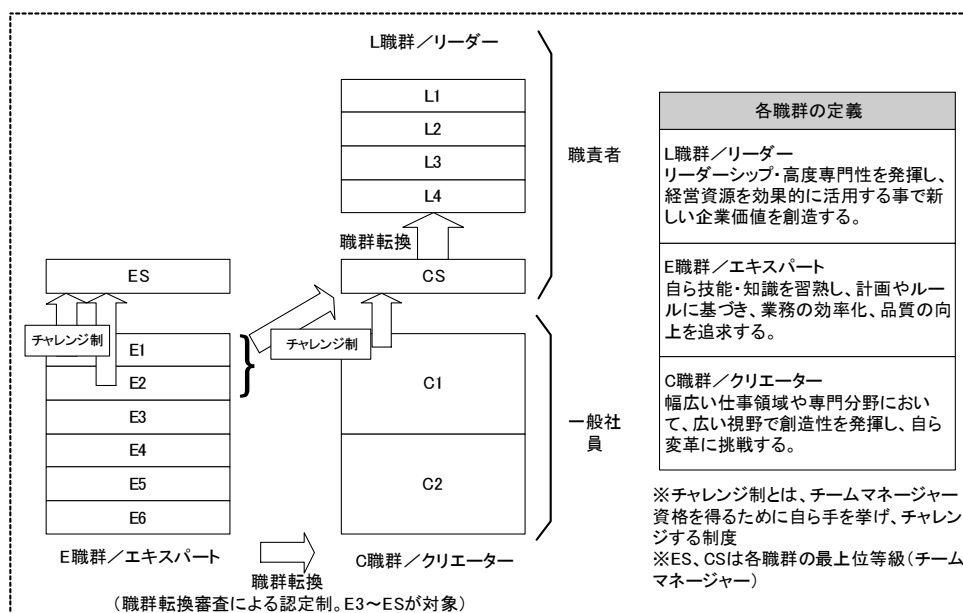 L職群／リーダー
L1
L2
L3
L4
職群転換
CS
チャレンジ制
C1
C2
C職群／クリエーター
ES
チャレンジ制
E1
E2
E3
E4
E5
E6
E職群／エキスパート
職群転換
（職群転換審査による認定制。E3～ESが対象）
職責者
一般社
員
各職群の定義
L職群／リーダー
リーダーシップ・高度専門性を発揮し、
経営資源を効果的に活用する事で新
しい企業価値を創造する。
E職群／エキスパート
自ら技能・知識を習熟し、計画やルー
ルに基づき、業務の効率化、品質の向
上を追求する。
C職群／クリエーター
幅広い仕事領域や専門分野におい
て、広い視野で創造性を発揮し、自ら
変革に挑戦する。
※チャレンジ制とは、チームマネージャー
資格を得るために自ら手を挙げ、チャレン
ジする制度
※ES、CSは各職群の最上位等級（チーム
マネージャー）